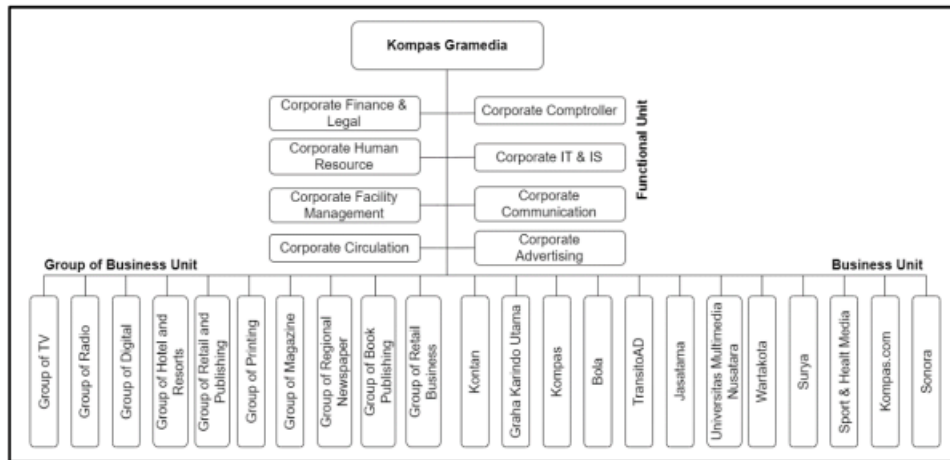 Kompas Gramedia
Corporate Finance &
Legal
Corporate Comptroller
Corporate Human
Resource
Corporate IT & IS
Corporate Facility
Management
Corporate
Communication
Corporate Circulation
Corporate
Advertising
Functional Unit
Group of Business Unit
Business Unit
Group of TV
Group of Radio
Group of Digital
Group of Hotel and
Resorts
Group of Retail and
Publishing
Group of Printing
Group of Magazine
Group of Regional
Newspaper
Group of Book
Publishing
Group of Retail
Business
Kontan
Graha Karindo Utama
Kompas
Bola
TransitoAD
Jasatama
Universitas Multimedia
Nusatara
Wartakota
Surya
Sport & Healt Media
Kompas.com
Sonora